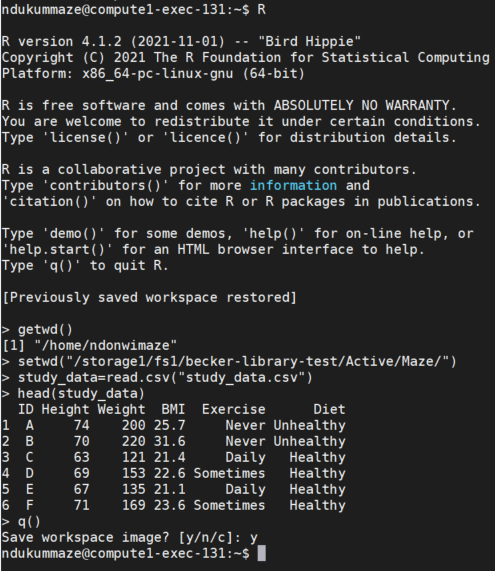 ndukummaze@compute1-exec-131:~$ R
R version 4.1.2 (2021-11-01) -- "Bird Hippie"
Copyright (C) 2021 The R Foundation for Statistical Computing
Platform: x86_64-pc-linux-gnu (64-bit)
R is free software and comes with ABSOLUTELY NO WARRANTY.
You are welcome to redistribute it under certain conditions.
Type 'license()' or 'licence()' for distribution details.
R is a collaborative project with many contributors.
Type 'contributors()' for more information and
'citation()' on how to cite R or R packages in publications.
Type 'demo()' for some demos, 'help()' for on-line help, or
'help.start()' for an HTML browser interface to help.
Type 'q()' to quit R.
[Previously saved workspace restored]
> getwd()
[1] "/home/ndonwimaze"
> setwd("/storage1/fs1/becker-library-test/Active/Maze/")
> study_data=read.csv("study_data.csv")
> head(study_data)
  ID Height Weight  BMI  Exercise      Diet
1  A     74    200 25.7     Never Unhealthy
2  B     70    220 31.6     Never Unhealthy
3  C     63    121 21.4     Daily   Healthy
4  D     69    153 22.6 Sometimes   Healthy
5  E     67    135 21.1     Daily   Healthy
6  F     71    169 23.6 Sometimes   Healthy
> q()
Save workspace image? [y/n/c]: y
ndukummaze@compute1-exec-131:~$